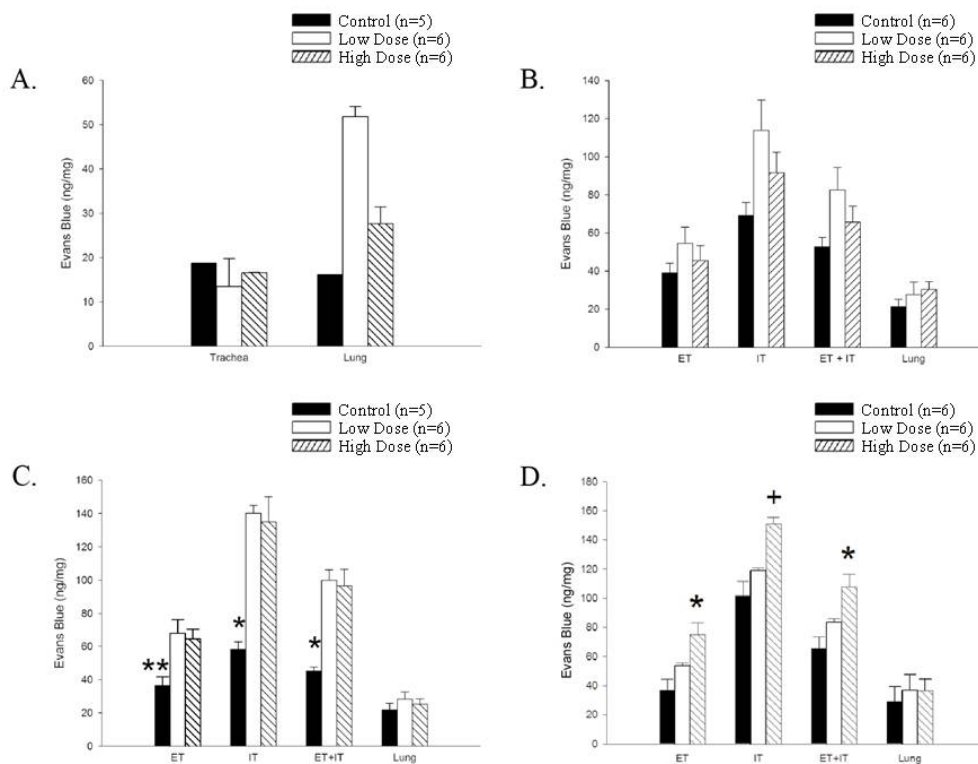 A.
Control (n=5)
Low Dose (n=6)
High Dose (n=6)
Evans Blue (ng/mg)
60
50
40
30
20
10
0
Trachea Lung
B.
Control (n=6)
Low Dose (n=6)
High Dose (n=6)
Evans Blue (ng/mg)
140
120
100
80
60
40
20
0
ET IT ET + IT Lung
C.
Control (n=5)
Low Dose (n=6)
High Dose (n=6)
Evans Blue (ng/mg)
160
140
120
100
80
60
40
20
0
**
*
*
ET IT ET+IT Lung
D.
Control (n=6)
Low Dose (n=6)
High Dose (n=6)
Evans Blue (ng/mg)
180
160
140
120
100
80
60
40
20
0
*
+
*
ET IT ET+IT Lung